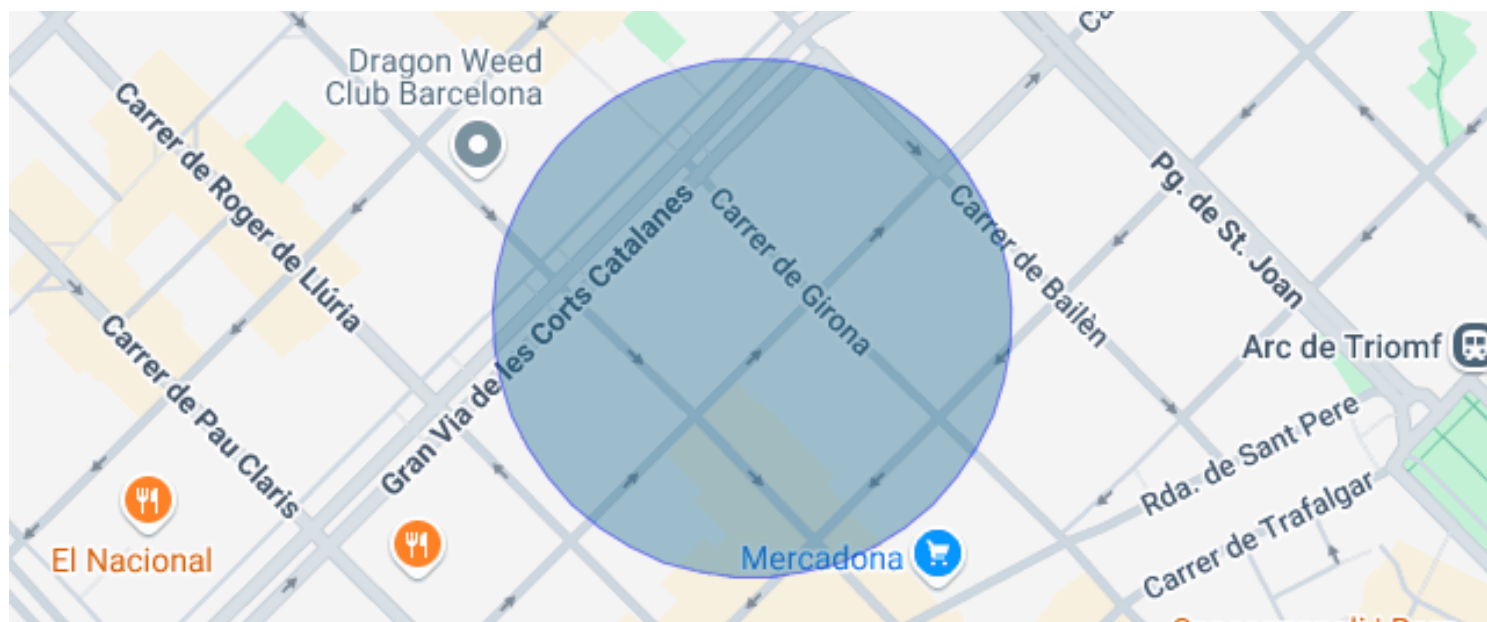 Ca
Dragon Weed
Club Barcelona
Carrer de Roger de Llúria
Gran Via de les Corts Catalanes
Carrer de Girona
Carrer de Bailèn
Pg. de St. Joan
Arc de Triomf
Carrer de Pau Claris
Rda. de Sant Pere
Carrer de Trafalgar
El Nacional
Mercadona